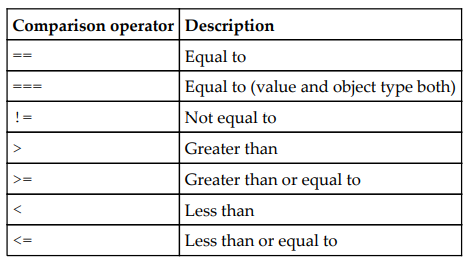 Comparison operator Description
== Equal to
=== Equal to (value and object type both)
!= Not equal to
> Greater than
>= Greater than or equal to
< Less than
<= Less than or equal to